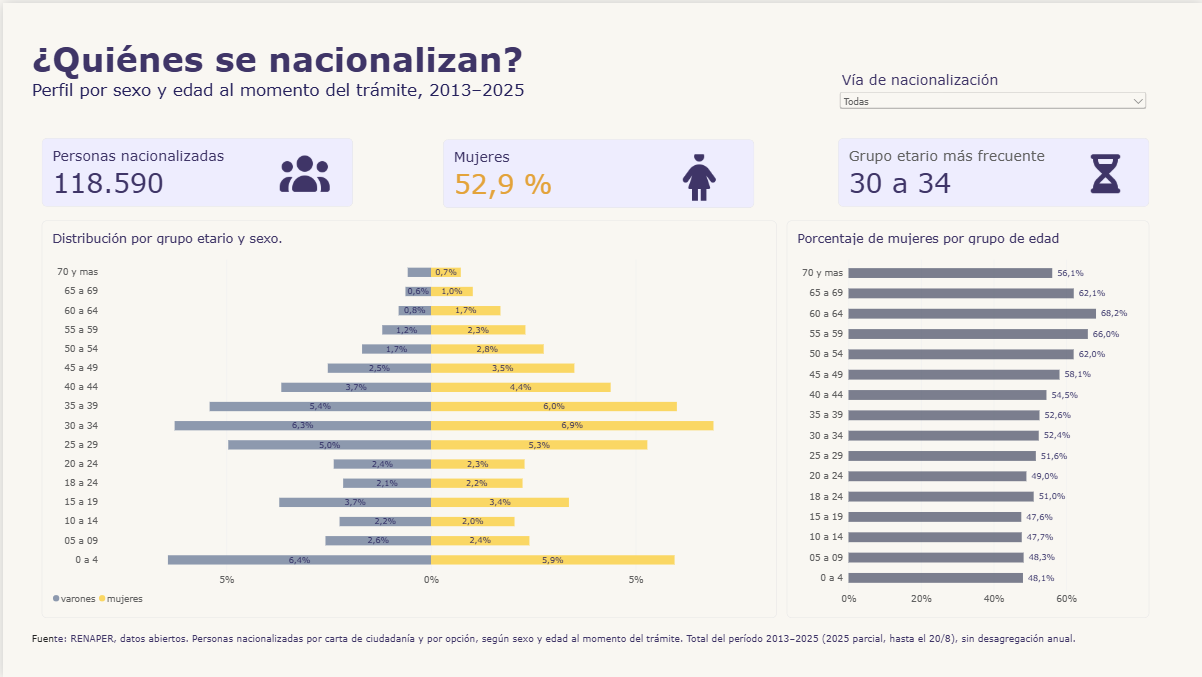 ¿Quiénes se nacionalizan?
Perfil por sexo y edad al momento del trámite, 2013–2025
Vía de nacionalización
Todas
Personas nacionalizadas
118.590
Mujeres
52,9 %
Grupo etario más frecuente
30 a 34
Distribución por grupo etario y sexo.
70 y mas 0,7%
65 a 69 0,6% 1,0%
60 a 64 0,8% 1,7%
55 a 59 1,2% 2,3%
50 a 54 1,7% 2,8%
45 a 49 2,5% 3,5%
40 a 44 3,7% 4,4%
35 a 39 5,4% 6,0%
30 a 34 6,3% 6,9%
25 a 29 5,0% 5,3%
20 a 24 2,4% 2,3%
18 a 24 2,1% 2,2%
15 a 19 3,7% 3,4%
10 a 14 2,2% 2,0%
05 a 09 2,6% 2,4%
0 a 4 6,4% 5,9%
5% 0% 5%
varones mujeres
Porcentaje de mujeres por grupo de edad
70 y mas 56,1%
65 a 69 62,1%
60 a 64 68,2%
55 a 59 66,0%
50 a 54 62,0%
45 a 49 58,1%
40 a 44 54,5%
35 a 39 52,6%
30 a 34 52,4%
25 a 29 51,6%
20 a 24 49,0%
18 a 24 51,0%
15 a 19 47,6%
10 a 14 47,7%
05 a 09 48,3%
0 a 4 48,1%
0% 20% 40% 60%
Fuente: RENAPER, datos abiertos. Personas nacionalizadas por carta de ciudadanía y por opción, según sexo y edad al momento del trámite. Total del período 2013–2025 (2025 parcial, hasta el 20/8), sin desagregación anual.